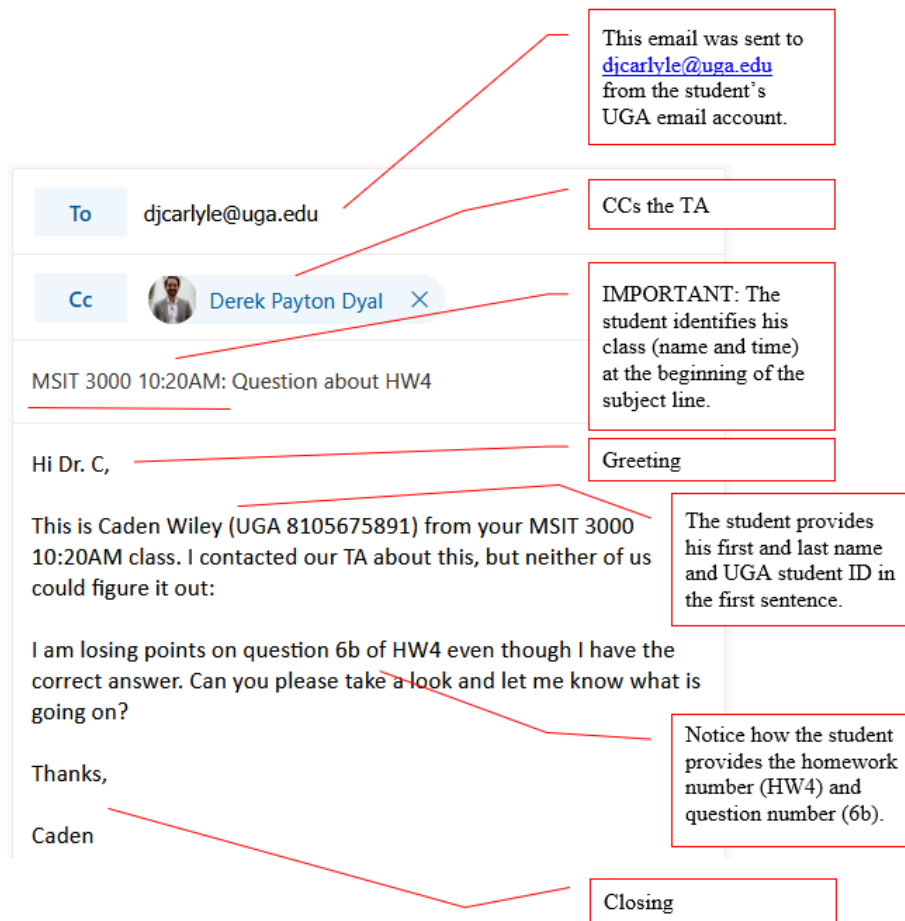 This email was sent to
djcarlyle@uga.edu
from the student's
UGA email account.
To djcarlyle@uga.edu
CCs the TA
Cc Derek Payton Dyal
IMPORTANT: The
student identifies his
class (name and time)
at the beginning of the
subject line.
MSIT 3000 10:20AM: Question about HW4
Hi Dr. C,
Greeting
This is Caden Wiley (UGA 8105675891) from your MSIT 3000
10:20AM class. I contacted our TA about this, but neither of us
could figure it out:
The student provides
his first and last name
and UGA student ID in
the first sentence.
I am losing points on question 6b of HW4 even though I have the
correct answer. Can you please take a look and let me know what is
going on?
Notice how the student
provides the homework
number (HW4) and
question number (6b).
Thanks,
Caden
Closing